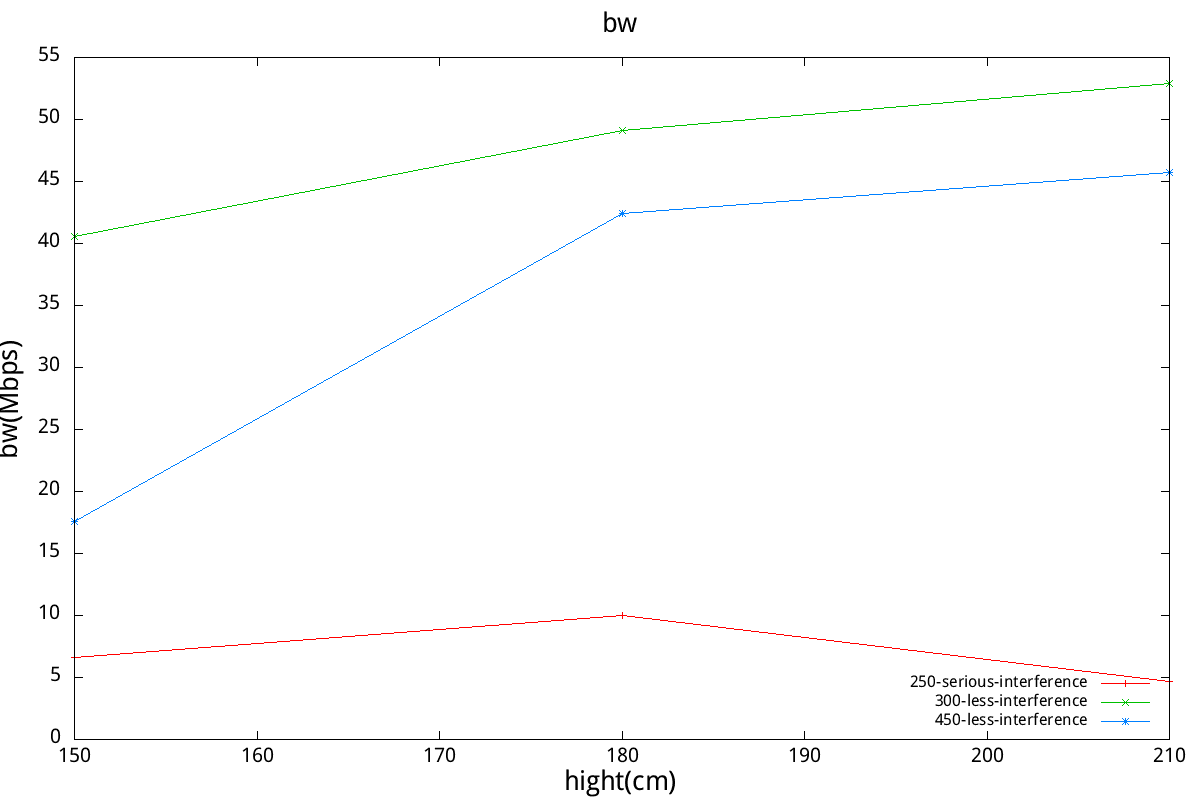 bw
55
50
45
40
35
30
25
20
15
10
5
0
bw(Mbps)
250-serious-interference
300-less-interference
450-less-interference
150 160 170 180 190 200 210
hight(cm)